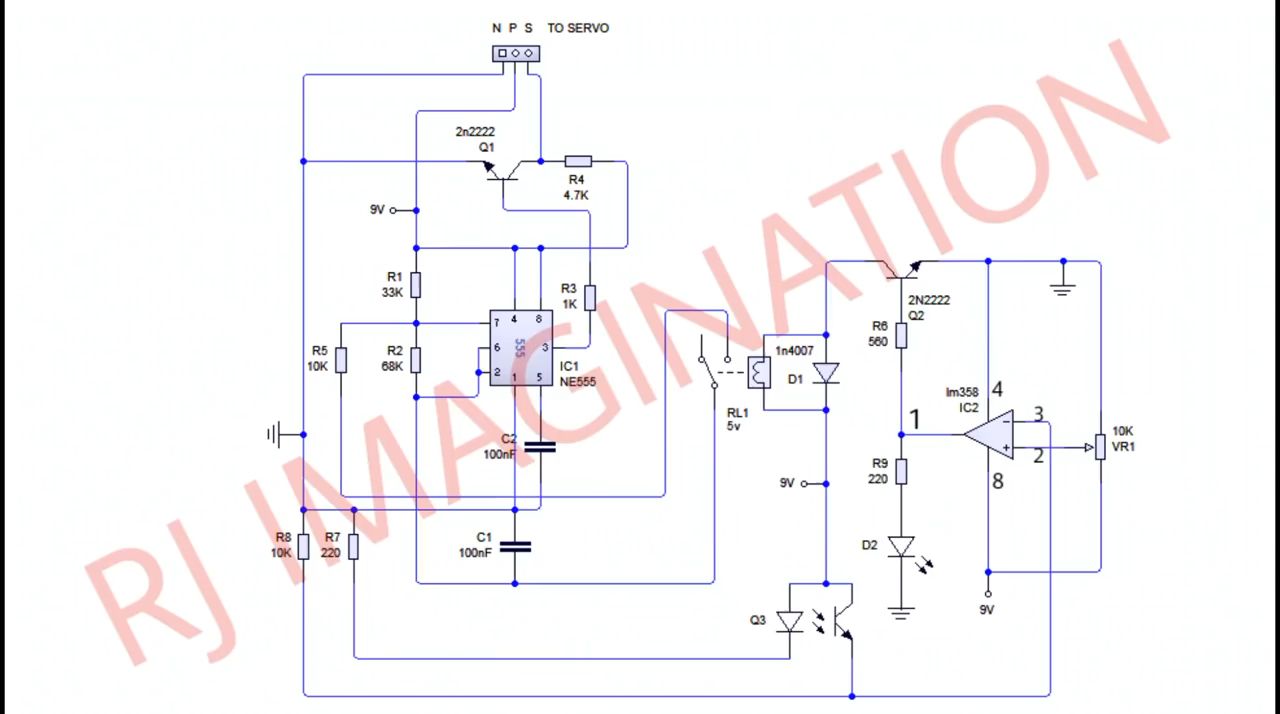 N P S TO SERVO
2n2222
Q1
R4
4.7K
9V
R1
33K
R3
1K
4 8
7
6
2
3
1 5
555
IC1
NE555
R5
10K
R2
68K
C2
100nF
R8
10K
R7
220
C1
100nF
RL1
5v
1n4007
D1
9V
Q3
2N2222
Q2
R6
560
lm358
IC2
4
3
2
8
1
10K
VR1
R9
220
D2
9V
RJ IMAGINATION